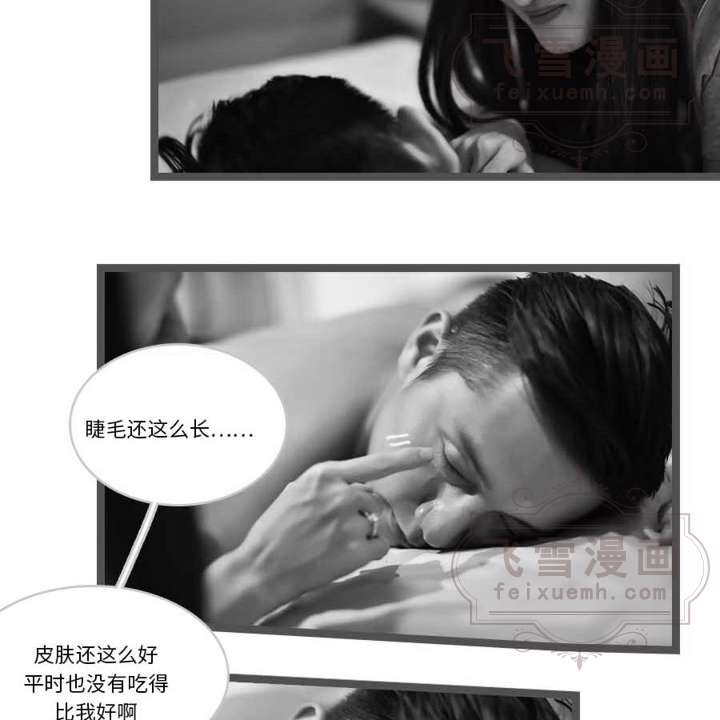 飞雪漫画
feixuemh.com
睫毛还这么长……
飞雪漫画
feixuemh.com
皮肤还这么好
平时也没有吃得
比我好啊